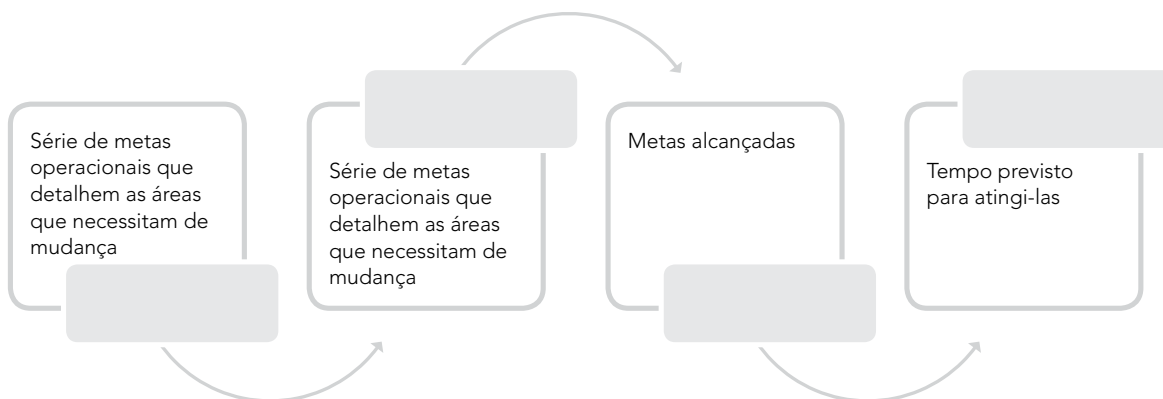 Série de metas
operacionais que
detalhem as áreas
que necessitam de
mudança
Série de metas
operacionais que
detalhem as áreas
que necessitam de
mudança
Metas alcançadas
Tempo previsto
para atingi-las